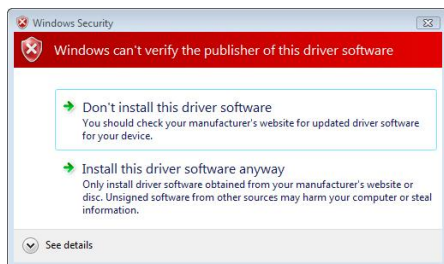 Windows Security
Windows can't verify the publisher of this driver software
Don't install this driver software
You should check your manufacturer's website for updated driver software
for your device.
Install this driver software anyway
Only install driver software obtained from your manufacturer's website or
disc. Unsigned software from other sources may harm your computer or steal
information.
See details